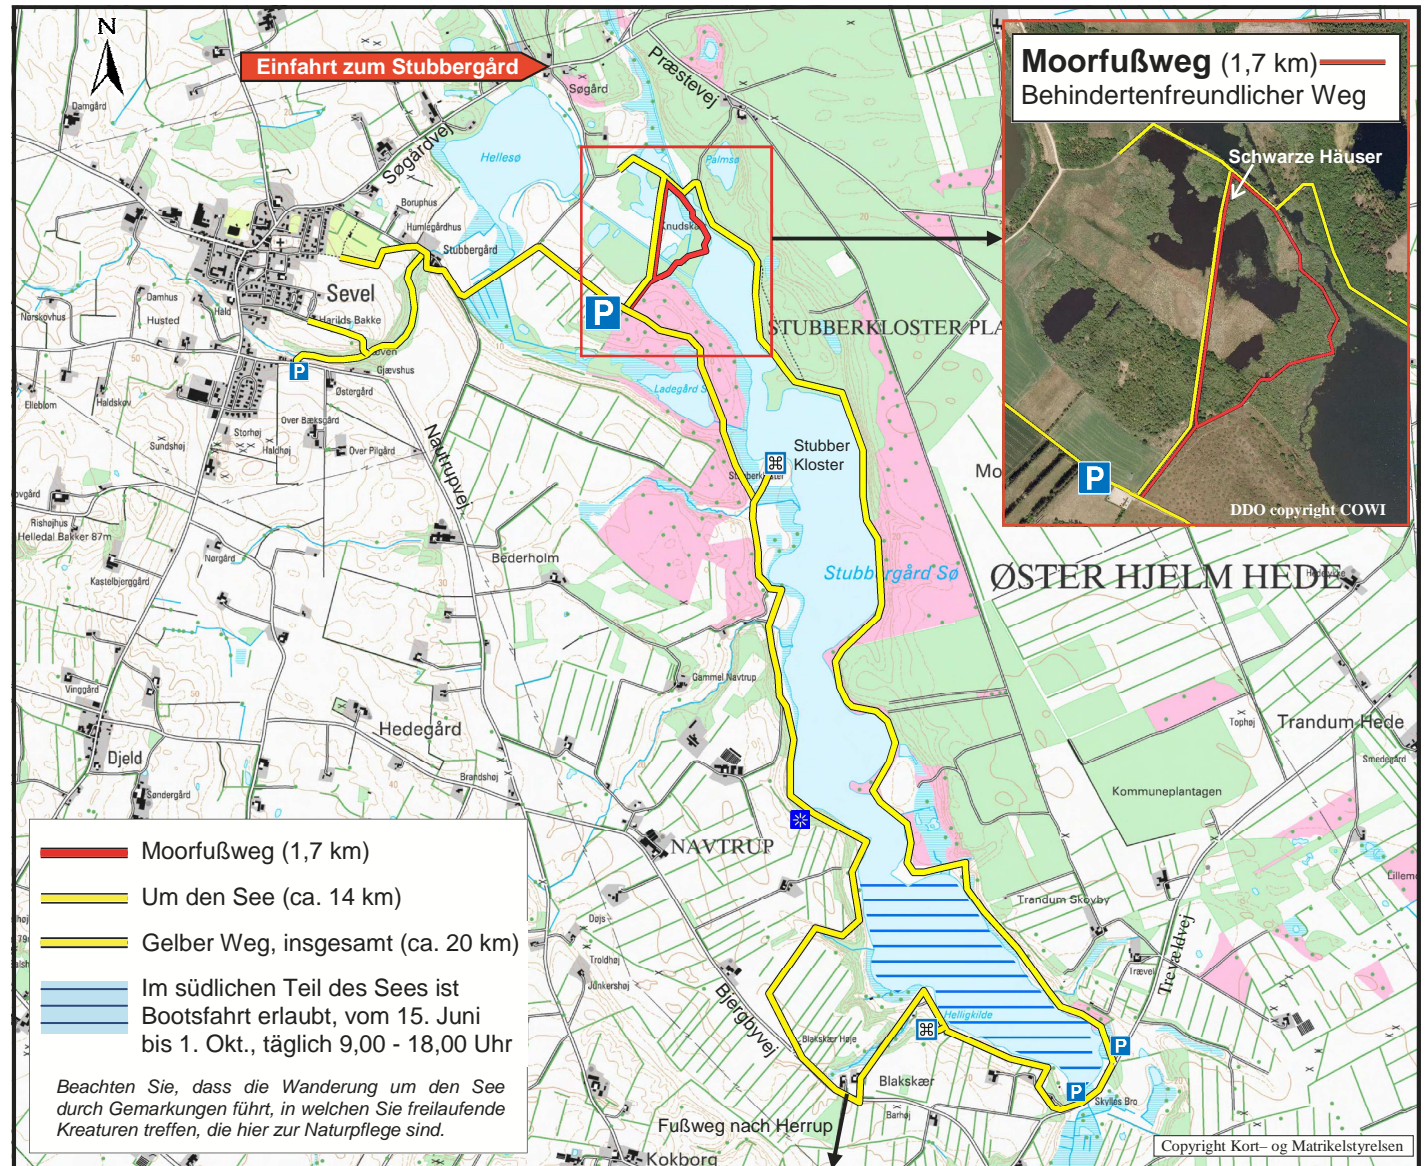 N
Einfahrt zum Stubbergård
Moorfußweg (1,7 km)
Behindertenfreundlicher Weg
Schwarze Häuser
P
DDO copyright COWI
Præstevej
Søgård
Damgård
Søgårdvej
Hellesø
Palmsø
Boruphus
Humlegårdhus
Stubbergård
Sevel
Damhus
Nørskovhus
Husted
Hald
Harilds Bakke
P
STUBBERKLOSTER PLA
P
Gjævshus
Østergård
Elleblom
Haldskov
Ladegård S
Over Bæksgård
Storhøj
Sundshøj
Haldhøj
Over Pilgård
Nautrupvej
Stubber
Kloster
Mo
Rishøjhus
Helledal Bakker 87m
Nørgård
Bederholm
Kastelbjerggård
Stubbergård Sø
ØSTER HJELM HEDE
Vinggård
Gammel Navtrup
Hedegård
Djeld
Trandum Hede
Tophøj
Smedegård
Brandshøj
Søndergård
Kommuneplantagen
NAVTRUP
Moorfußweg (1,7 km)
Um den See (ca. 14 km)
Gelber Weg, insgesamt (ca. 20 km)
Im südlichen Teil des Sees ist
Bootsfahrt erlaubt, vom 15. Juni
bis 1. Okt., täglich 9,00 - 18,00 Uhr
Beachten Sie, dass die Wanderung um den See
durch Gemarkungen führt, in welchen Sie freilaufende
Kreaturen treffen, die hier zur Naturpflege sind.
Trandum Skovby
Døjs
Troldhøj
Junkershøj
Trævel
Trevældvej
Bjergbyvej
Helligkilde
Blakskær Høje
P
Blakskær
P
Skylles Bro
Barhøj
Fußweg nach Herrup
Kokborg
Copyright Kort– og Matrikelstyrelsen